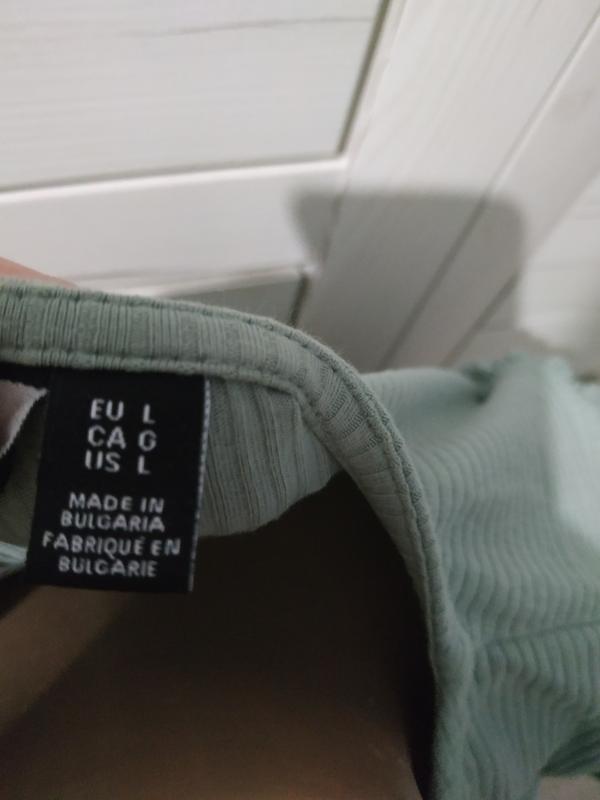 EU L
CA G
US L
MADE IN
BULGARIA
FABRIQUÉ EN
BULGARIE